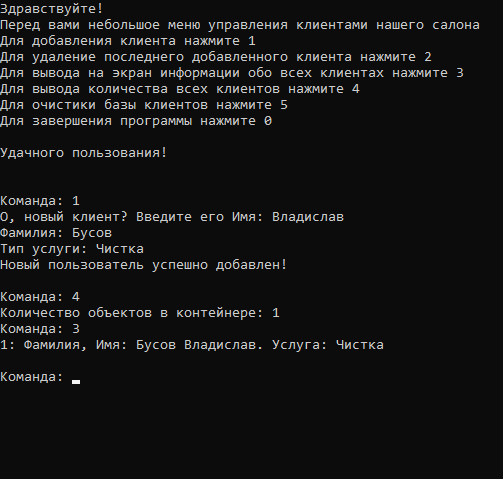 Здравствуйте!
Перед вами небольшое меню управления клиентами нашего салона
Для добавления клиента нажмите 1
Для удаление последнего добавленного клиента нажмите 2
Для вывода на экран информации обо всех клиентах нажмите 3
Для вывода количества всех клиентов нажмите 4
Для очистики базы клиентов нажмите 5
Для завершения программы нажмите 0
Удачного пользования!
Команда: 1
О, новый клиент? Введите его Имя: Владислав
Фамилия: Бусов
Тип услуги: Чистка
Новый пользователь успешно добавлен!
Команда: 4
Количество объектов в контейнере: 1
Команда: 3
1: Фамилия, Имя: Бусов Владислав. Услуга: Чистка
Команда: